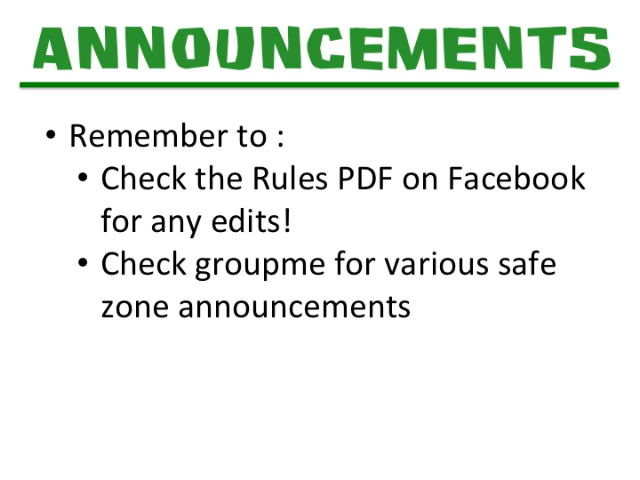 ANNOUNCEMENTS
• Remember to :
• Check the Rules PDF on Facebook
for any edits!
• Check groupme for various safe
zone announcements